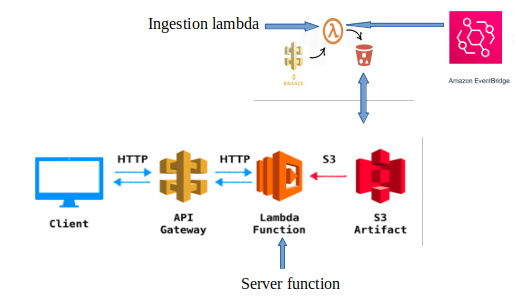 Ingestion lambda
BINANCE
Amazon EventBridge
HTTP
HTTP
S3
Client
API
Gateway
Lambda
Function
S3
Artifact
Server function